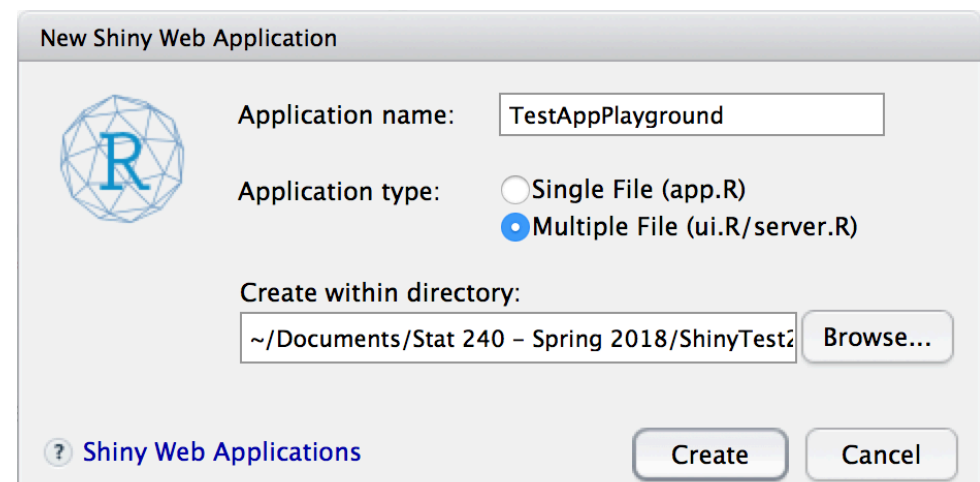 New Shiny Web Application
R
Application name: TestAppPlayground
Application type: Single File (app.R)
Multiple File (ui.R/server.R)
Create within directory:
~/Documents/Stat 240 – Spring 2018/ShinyTest2 Browse...
? Shiny Web Applications Create Cancel